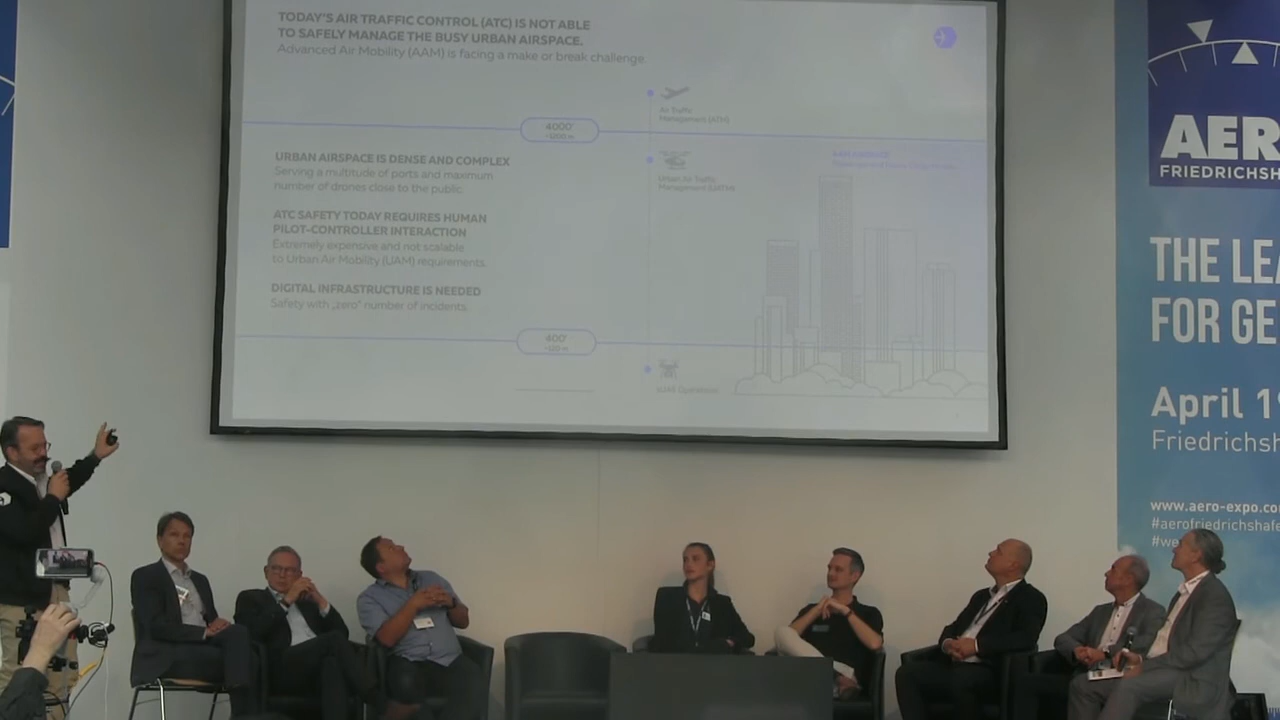 TODAY'S AIR TRAFFIC CONTROL (ATC) IS NOT ABLE
TO SAFELY MANAGE THE BUSY URBAN AIRSPACE.
Advanced Air Mobility (AAM) is facing a make or break challenge.
Air Traffic
Management (ATM)
4000'
URBAN AIRSPACE IS DENSE AND COMPLEX
Serving a multitude of ports and maximum
number of drones close to the public
Urban Air Traffic
Management (UATM)
ATC SAFETY TODAY REQUIRES HUMAN
PILOT-CONTROLLER INTERACTION
Extremely expensive and not scalable
to Urban Air Mobility (UAM) requirements.
DIGITAL INFRASTRUCTURE IS NEEDED
Safety with „zero" number of incidents
400'
AER
FRIEDRICHSH
THE LEA
FOR GE
April 19
Friedrichsh
www.aero-expo.co
#aerofriedrichshafe
#we